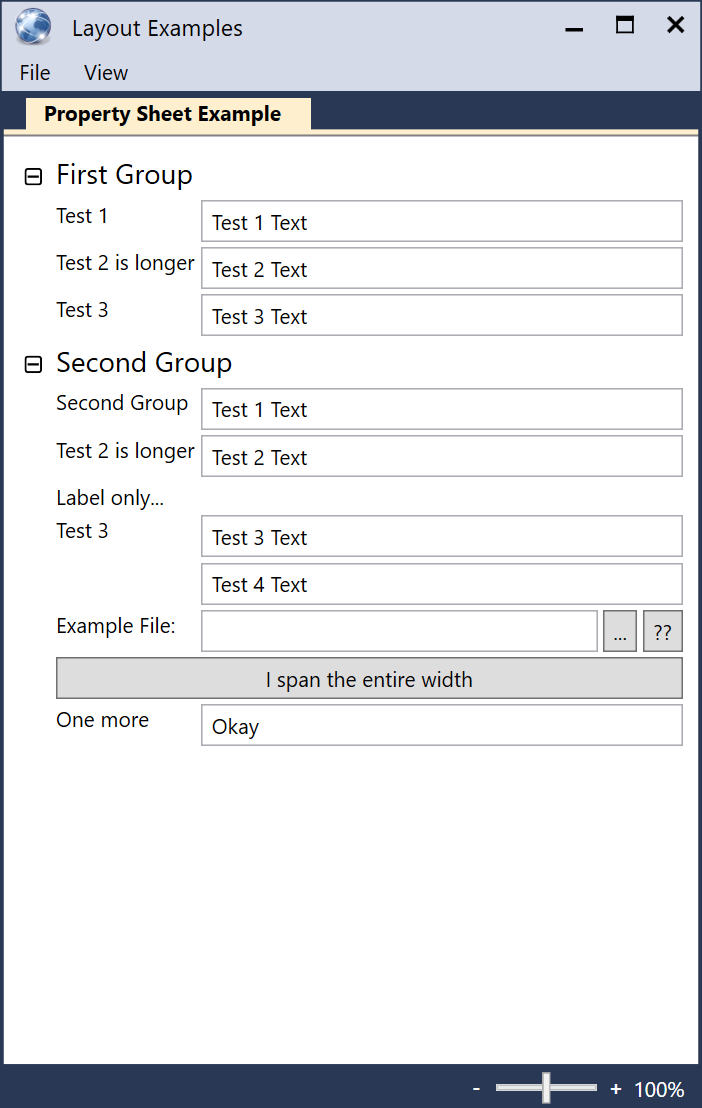 Layout Examples
File View
Property Sheet Example
First Group
Test 1 Test 1 Text
Test 2 is longer Test 2 Text
Test 3 Test 3 Text
Second Group
Second Group Test 1 Text
Test 2 is longer Test 2 Text
Label only...
Test 3 Test 3 Text
Test 4 Text
Example File: ... ??
I span the entire width
One more Okay
- + 100%